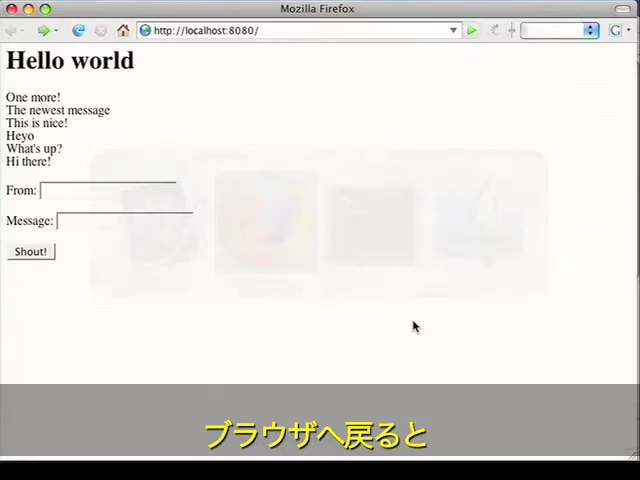 Mozilla Firefox
http://localhost:8080/
Hello world
One more!
The newest message
This is nice!
Heyo
What's up?
Hi there!
From:
Message:
Shout!
ブラウザへ戻ると